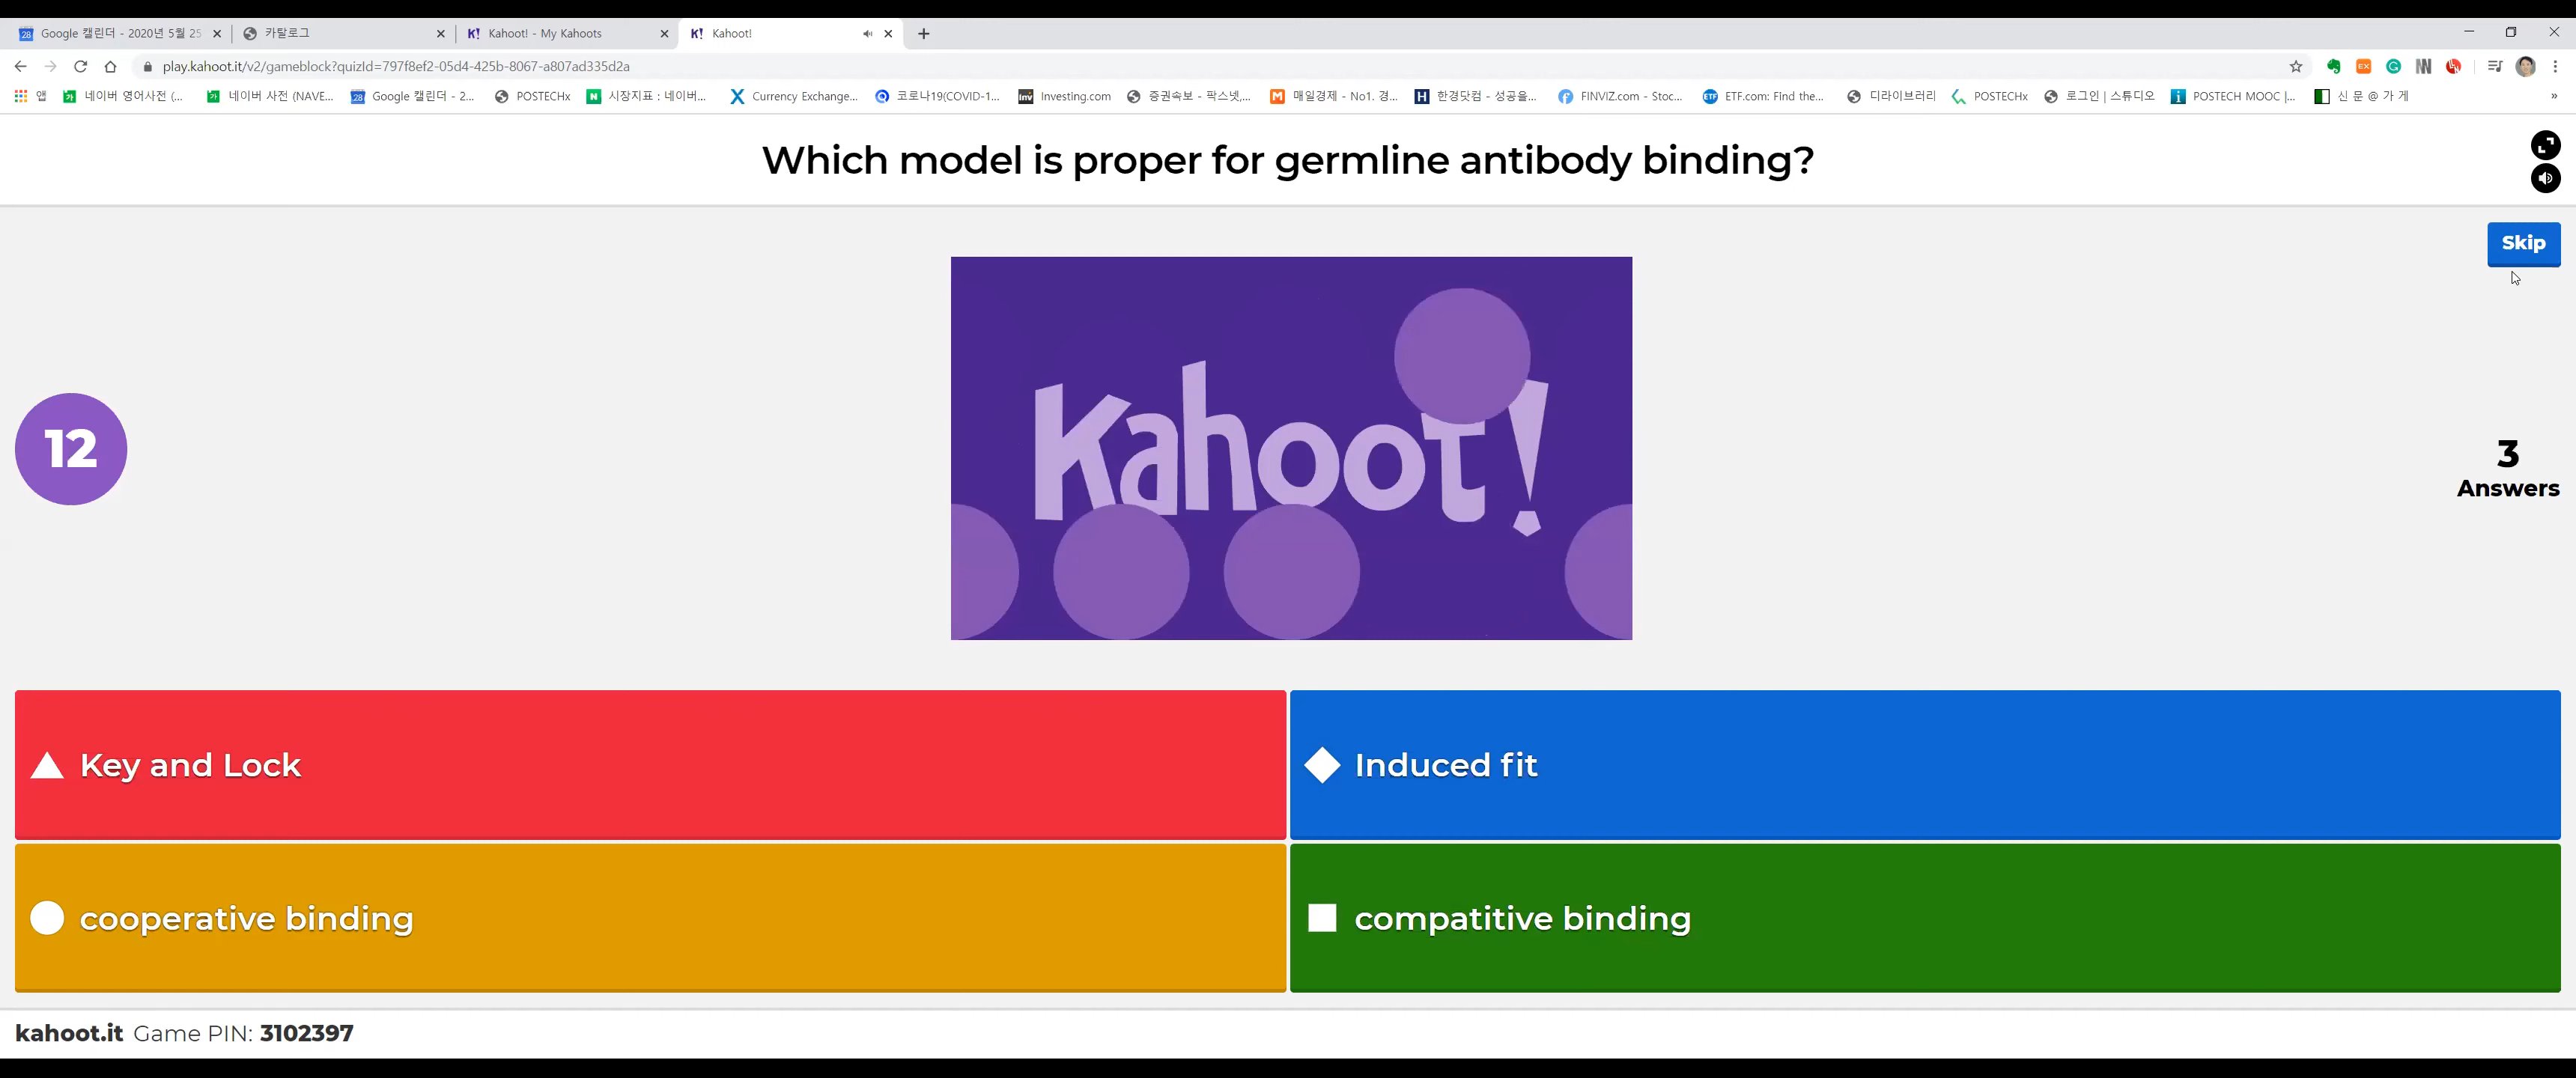 Google 캘린더 - 2020년 5월 25
카탈로그
Kahoot! - My Kahoots
Kahoot!
play.kahoot.it/v2/gameblock?quizId=797f8ef2-05d4-425b-8067-a807ad335d2a
앱 네이버 영어사전 (... 네이버 사전 (NAVE... Google 캘린더 - 2... POSTECHx 시장지표 : 네이버... Currency Exchange... 코로나19(COVID-1... Investing.com 증권속보 - 팍스넷,... 매일경제 - No1. 경... 한경닷컴 - 성공을... FINVIZ.com - Stoc... ETF.com: Find the... 디라이브러리 POSTECHx 로그인 | 스튜디오 POSTECH MOOC |... 신 문 @ 가 게 »
Which model is proper for germline antibody binding?
Skip
12
Kahoot!
3
Answers
Key and Lock
Induced fit
cooperative binding
compatitive binding
kahoot.it Game PIN: 3102397